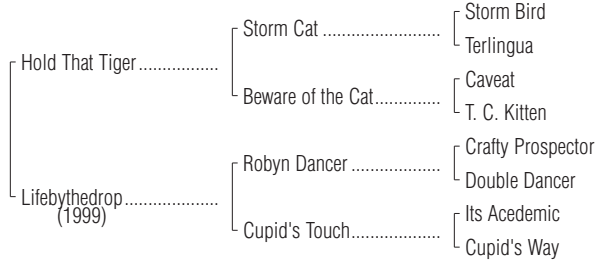 Storm Bird
Storm Cat ........................
Terlingua
Hold That Tiger.................
Caveat
Beware of the Cat..............
T. C. Kitten
Crafty Prospector
Robyn Dancer ..................
Double Dancer
Lifebythedrop....................
(1999)
Its Acedemic
Cupid's Touch...................
Cupid's Way